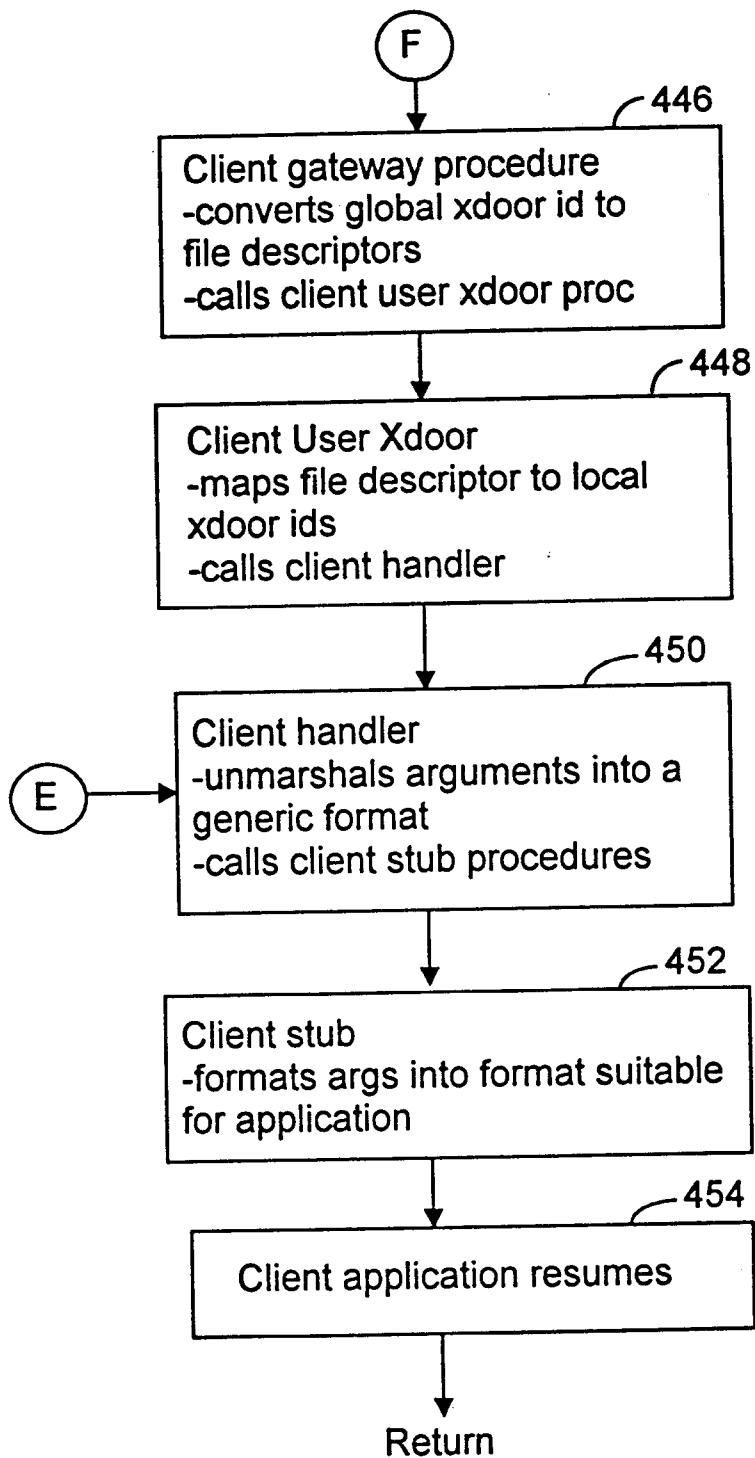 F
446
Client gateway procedure
-converts global xdoor id to
file descriptors
-calls client user xdoor proc
448
Client User Xdoor
-maps file descriptor to local
xdoor ids
-calls client handler
450
Client handler
-unmarshals arguments into a
generic format
-calls client stub procedures
E
452
Client stub
-formats args into format suitable
for application
454
Client application resumes
Return